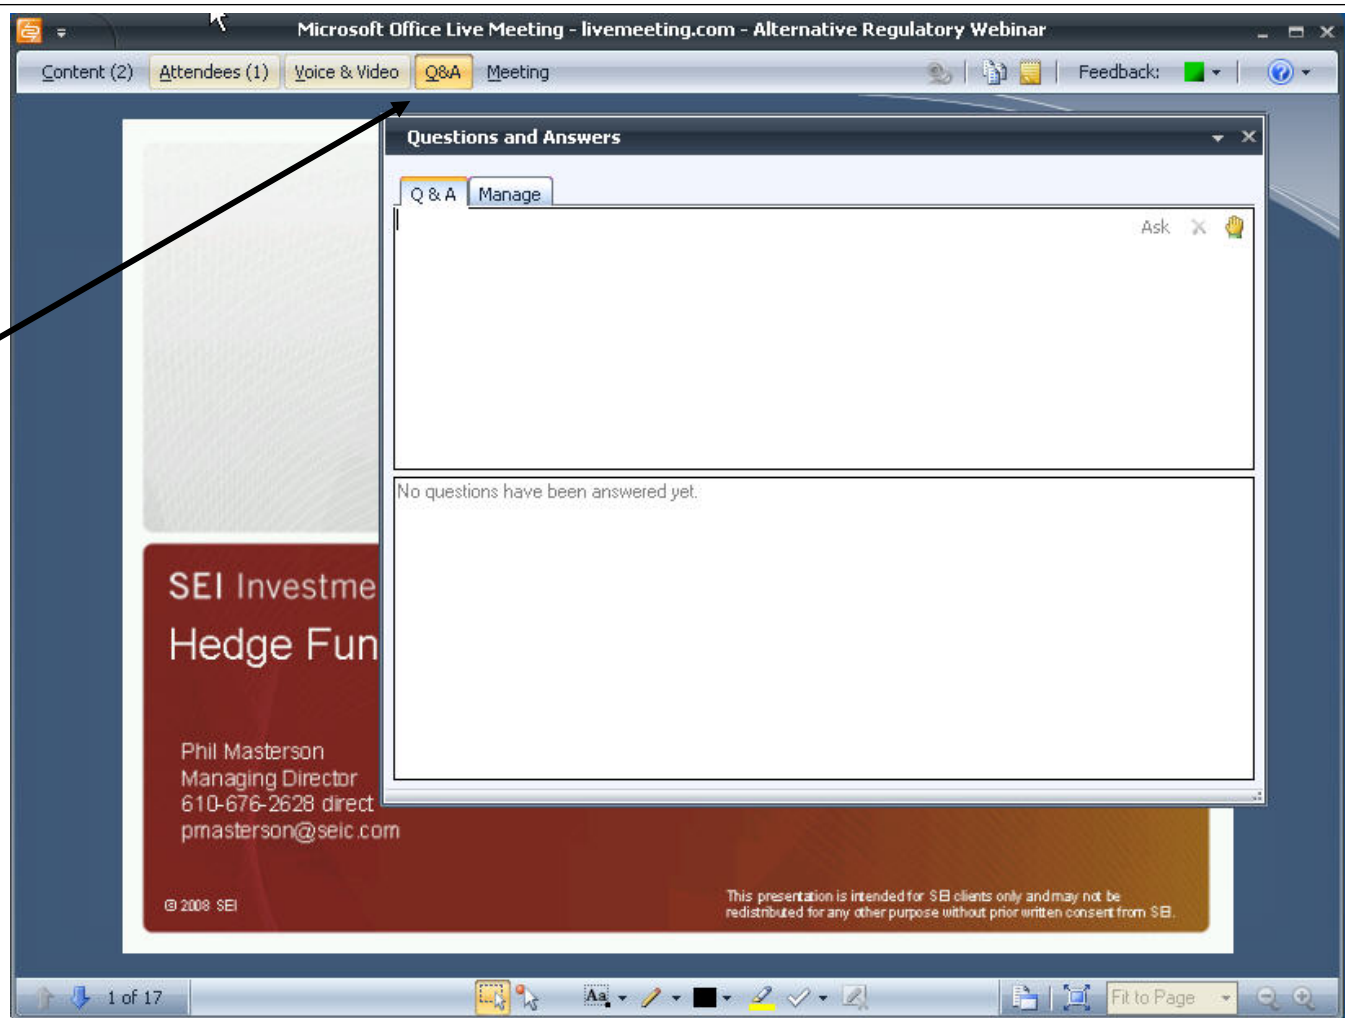 Microsoft Office Live Meeting - livemeeting.com - Alternative Regulatory Webinar
Content (2) Attendees (1) Voice & Video Q&A Meeting Feedback:
Questions and Answers
Q & A Manage
Ask
No questions have been answered yet.
SEI Investme
Hedge Fun
Phil Masterson
Managing Director
610-676-2628 direct
pmasterson@seic.com
© 2008 SEI
This presentation is intended for SEI clients only and may not be
redistributed for any other purpose without prior written consent from SEI.
1 of 17 Aa Fit to Page